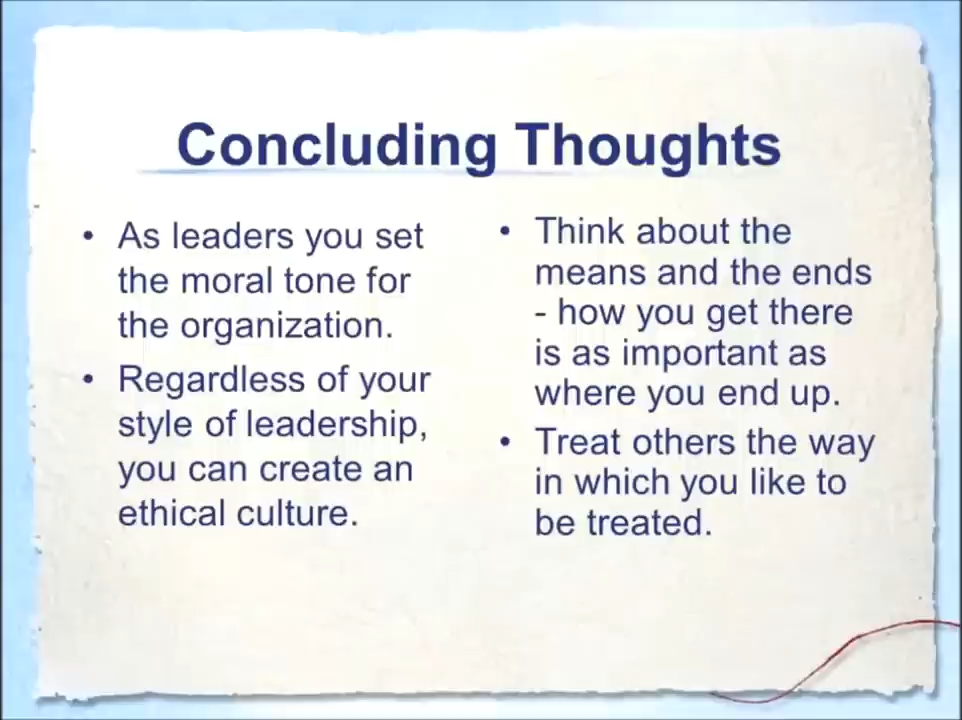 Concluding Thoughts
• As leaders you set
the moral tone for
the organization.
• Regardless of your
style of leadership,
you can create an
ethical culture.
• Think about the
means and the ends
- how you get there
is as important as
where you end up.
• Treat others the way
in which you like to
be treated.